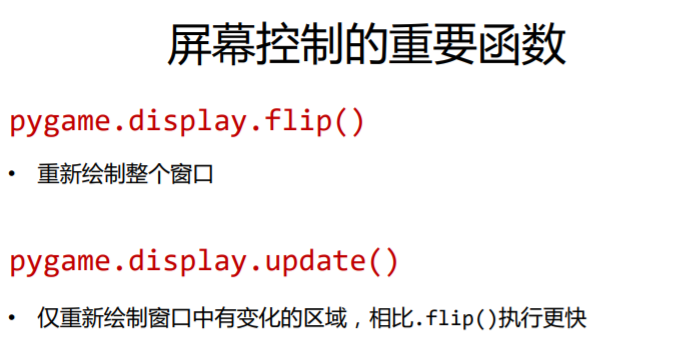 屏幕控制的重要函数
pygame.display.flip()
• 重新绘制整个窗口
pygame.display.update()
• 仅重新绘制窗口中有变化的区域，相比.flip()执行更快